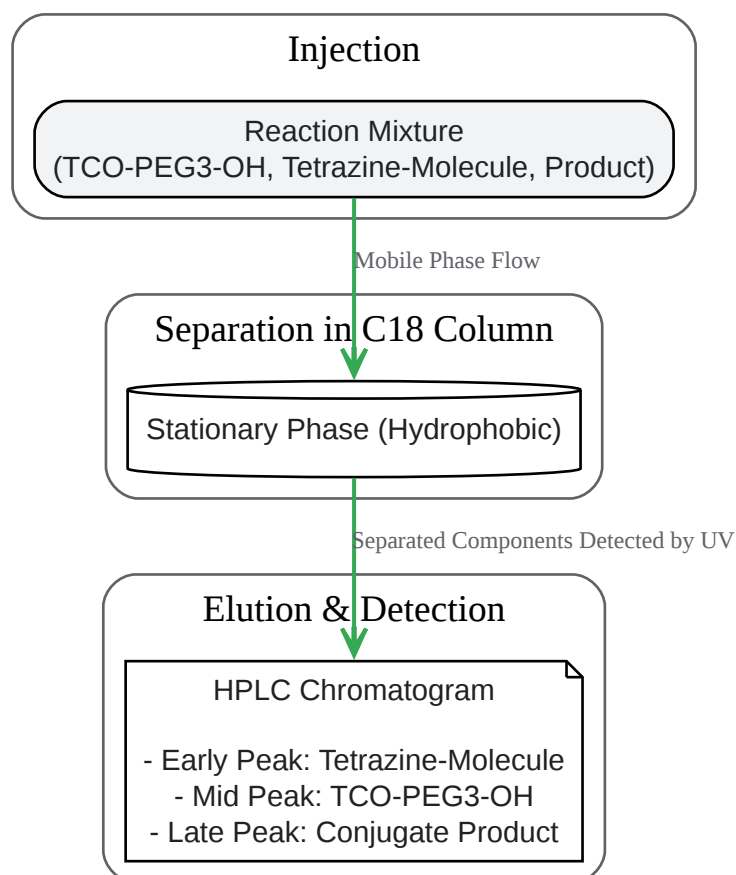 Injection
Reaction Mixture
(TCO-PEG3-OH, Tetrazine-Molecule, Product)
Mobile Phase Flow
Separation in C18 Column
Stationary Phase (Hydrophobic)
Separated Components Detected by UV
Elution & Detection
HPLC Chromatogram
- Early Peak: Tetrazine-Molecule
- Mid Peak: TCO-PEG3-OH
- Late Peak: Conjugate Product